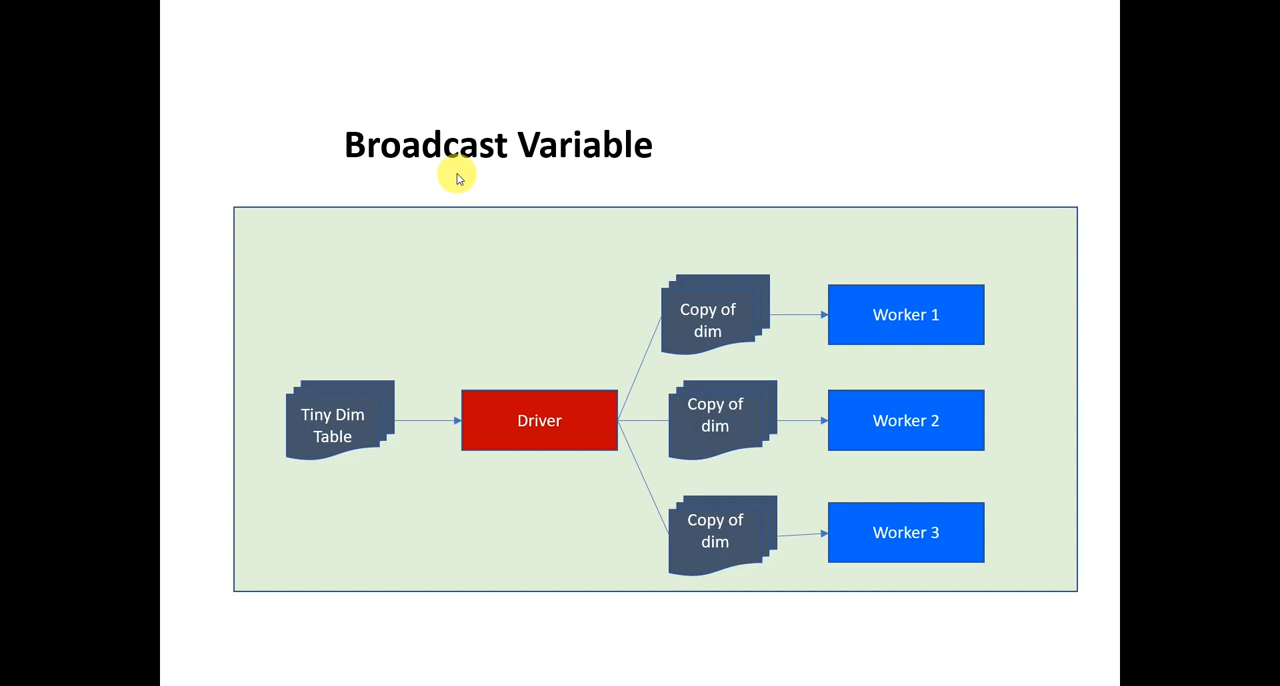 Broadcast Variable
Copy of
dim
Worker 1
Tiny Dim
Table
Driver
Copy of
dim
Worker 2
Copy of
dim
Worker 3